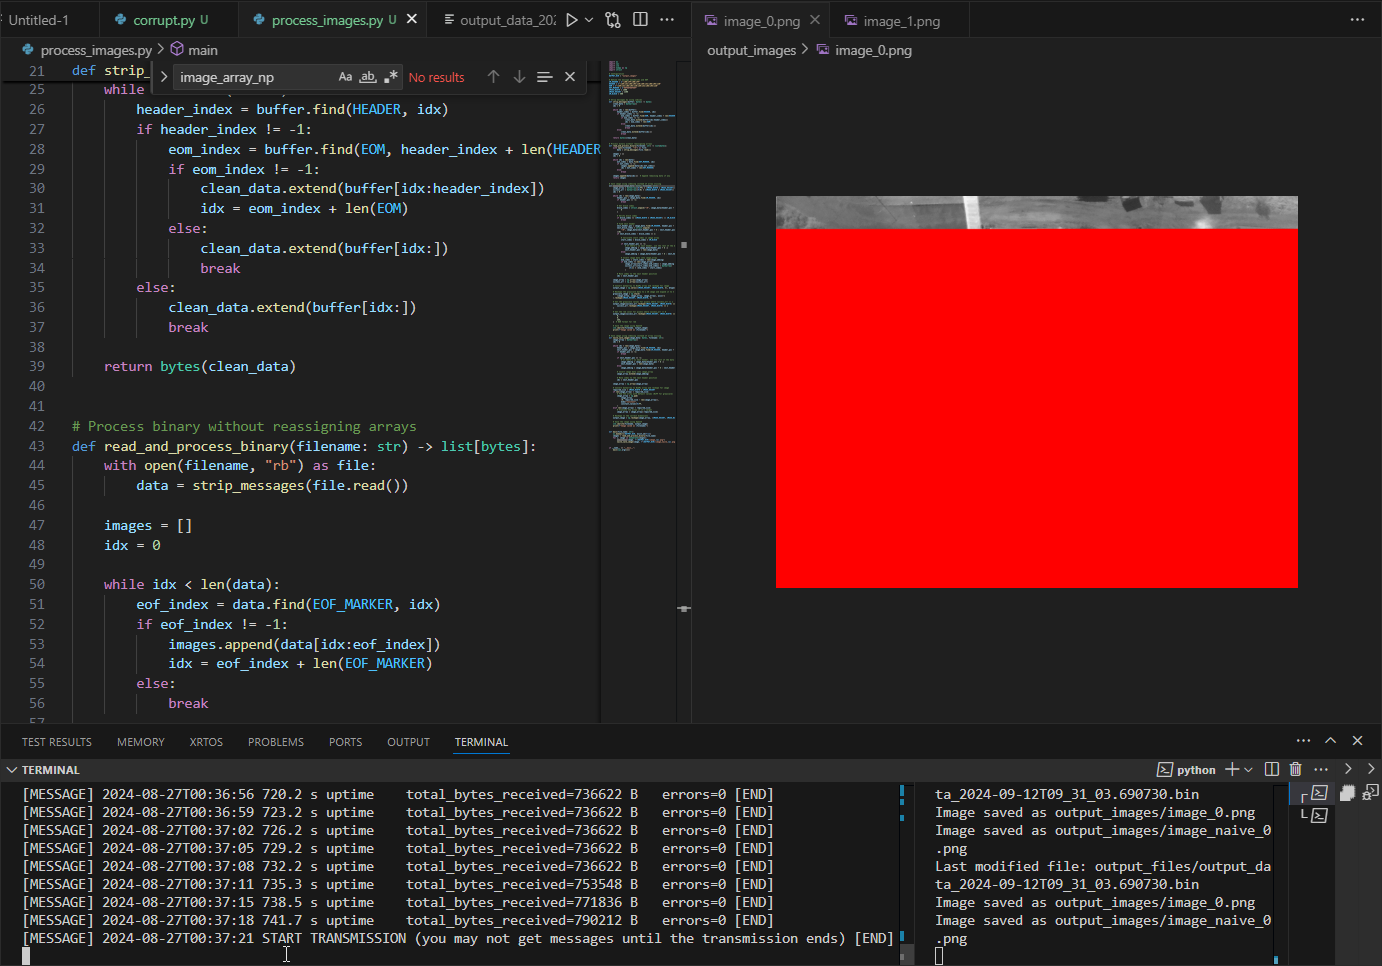 Untitled-1
corrupt.py U
process_images.py U
output_data_202
image_0.png
image_1.png
process_images.py > main
output_images > image_0.png
image_array_np
Aa ab .* No results
21 def strip_
25 while
26 header_index = buffer.find(HEADER, idx)
27 if header_index != -1:
28 eom_index = buffer.find(EOM, header_index + len(HEADER
29 if eom_index != -1:
30 clean_data.extend(buffer[idx:header_index])
31 idx = eom_index + len(EOM)
32 else:
33 clean_data.extend(buffer[idx:])
34 break
35 else:
36 clean_data.extend(buffer[idx:])
37 break
38
39 return bytes(clean_data)
40
41
42 # Process binary without reassigning arrays
43 def read_and_process_binary(filename: str) -> list[bytes]:
44 with open(filename, "rb") as file:
45 data = strip_messages(file.read())
46
47 images = []
48 idx = 0
49
50 while idx < len(data):
51 eof_index = data.find(EOF_MARKER, idx)
52 if eof_index != -1:
53 images.append(data[idx:eof_index])
54 idx = eof_index + len(EOF_MARKER)
55 else:
56 break
57
TEST RESULTS MEMORY XRTOS PROBLEMS PORTS OUTPUT TERMINAL
TERMINAL
python
[MESSAGE] 2024-08-27T00:36:56 720.2 s uptime total_bytes_received=736622 B errors=0 [END]
[MESSAGE] 2024-08-27T00:36:59 723.2 s uptime total_bytes_received=736622 B errors=0 [END]
[MESSAGE] 2024-08-27T00:37:02 726.2 s uptime total_bytes_received=736622 B errors=0 [END]
[MESSAGE] 2024-08-27T00:37:05 729.2 s uptime total_bytes_received=736622 B errors=0 [END]
[MESSAGE] 2024-08-27T00:37:08 732.2 s uptime total_bytes_received=736622 B errors=0 [END]
[MESSAGE] 2024-08-27T00:37:11 735.3 s uptime total_bytes_received=753548 B errors=0 [END]
[MESSAGE] 2024-08-27T00:37:15 738.5 s uptime total_bytes_received=771836 B errors=0 [END]
[MESSAGE] 2024-08-27T00:37:18 741.7 s uptime total_bytes_received=790212 B errors=0 [END]
[MESSAGE] 2024-08-27T00:37:21 START TRANSMISSION (you may not get messages until the transmission ends) [END]
ta_2024-09-12T09_31_03.690730.bin
Image saved as output_images/image_0.png
Image saved as output_images/image_naive_0
.png
Last modified file: output_files/output_da
ta_2024-09-12T09_31_03.690730.bin
Image saved as output_images/image_0.png
Image saved as output_images/image_naive_0
.png